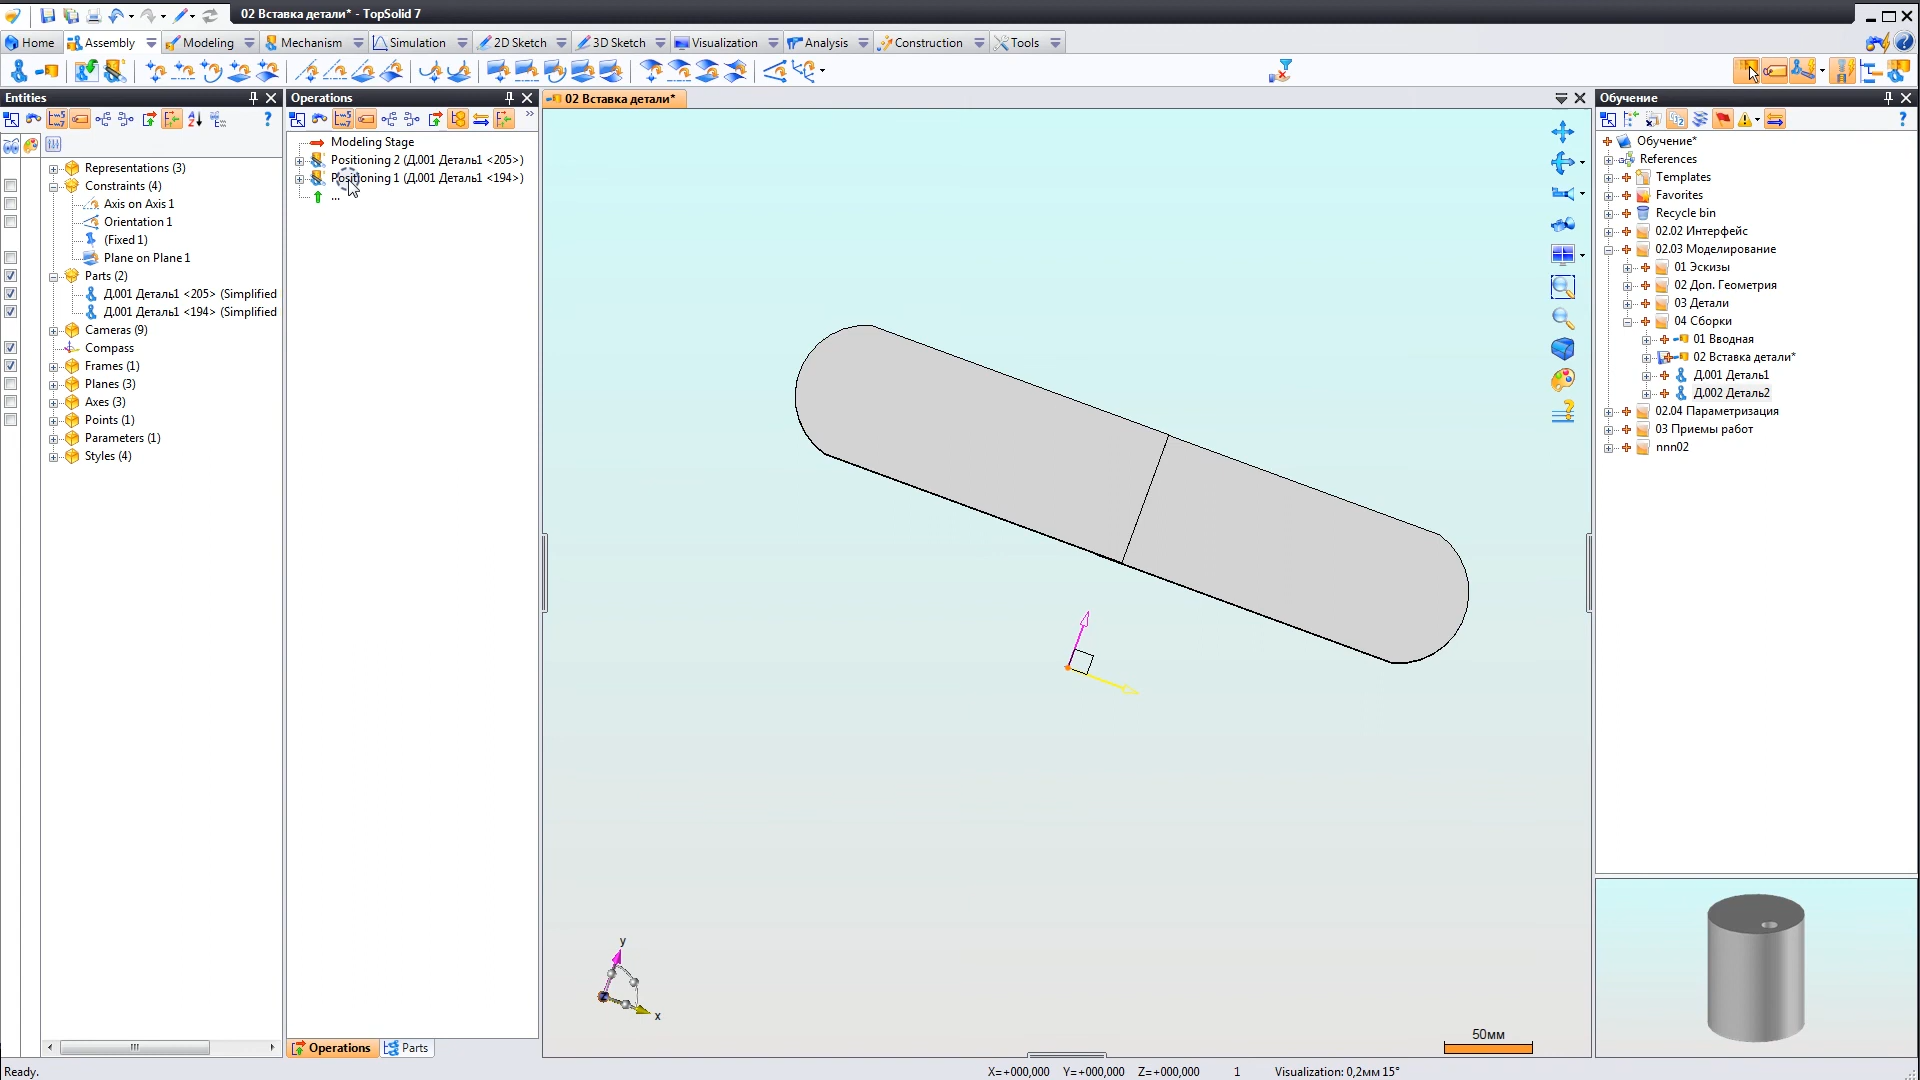 02 Вставка детали* - TopSolid 7
Home
Assembly
Modeling
Mechanism
Simulation
2D Sketch
3D Sketch
Visualization
Analysis
Construction
Tools
Entities
Representations (3)
Constraints (4)
Axis on Axis 1
Orientation 1
(Fixed 1)
Plane on Plane 1
Parts (2)
Д.001 Деталь1 <205> (Simplified
Д.001 Деталь1 <194> (Simplified
Cameras (9)
Compass
Frames (1)
Planes (3)
Axes (3)
Points (1)
Parameters (1)
Styles (4)
Operations
Modeling Stage
Positioning 2 (Д.001 Деталь1 <205>)
Positioning 1 (Д.001 Деталь1 <194>)
...
Operations
Parts
02 Вставка детали*
y
x
50мм
Обучение
Обучение*
References
Templates
Favorites
Recycle bin
02.02 Интерфейс
02.03 Моделирование
01 Эскизы
02 Доп. Геометрия
03 Детали
04 Сборки
01 Вводная
02 Вставка детали*
Д.001 Деталь1
Д.002 Деталь2
02.04 Параметризация
03 Приемы работ
nnn02
Ready.
X=+000,000 Y=+000,000 Z=+000,000 1 Visualization: 0,2мм 15°